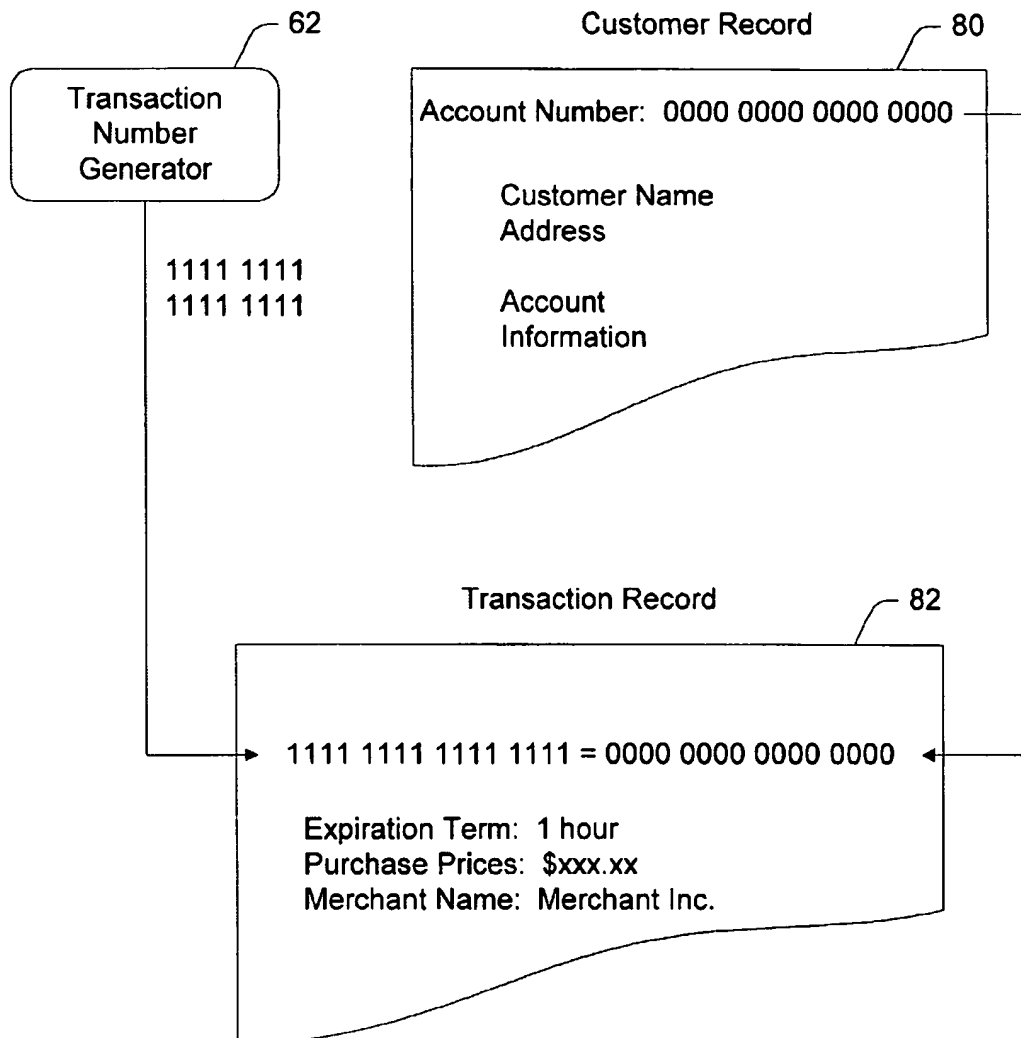 62
Transaction
Number
Generator
1111 1111
1111 1111
Customer Record
80
Account Number: 0000 0000 0000 0000
Customer Name
Address
Account
Information
Transaction Record
82
1111 1111 1111 1111 = 0000 0000 0000 0000
Expiration Term: 1 hour
Purchase Prices: $xxx.xx
Merchant Name: Merchant Inc.